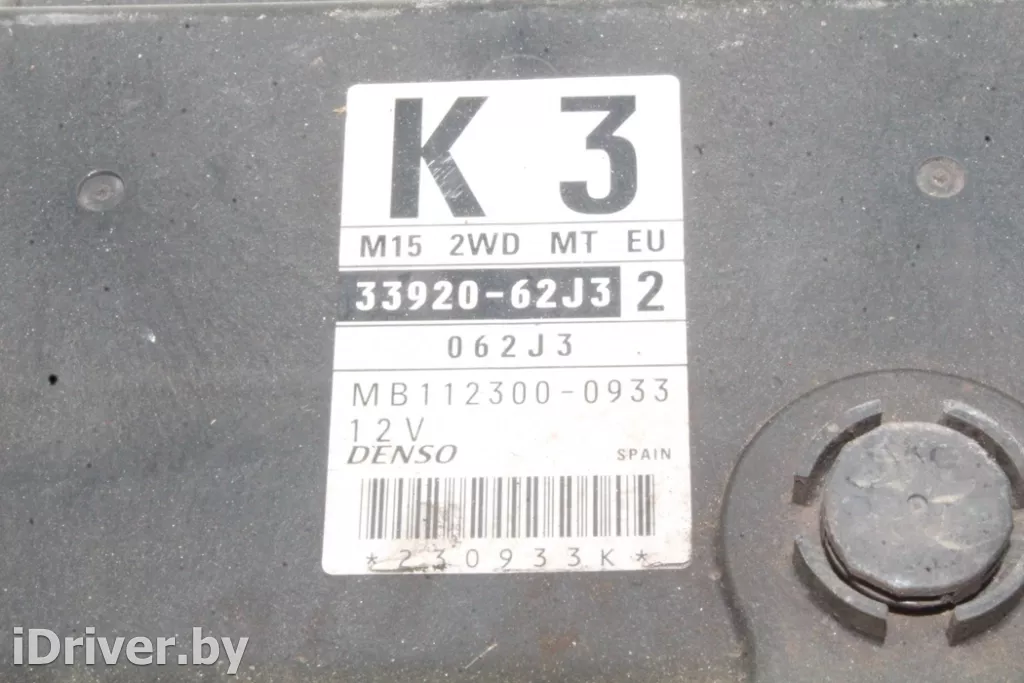 K 3
M15 2WD MT EU
33920-62J3 2
062J3
MB112300-0933
12V
DENSO SPAIN
*230933K*
iDriver.by